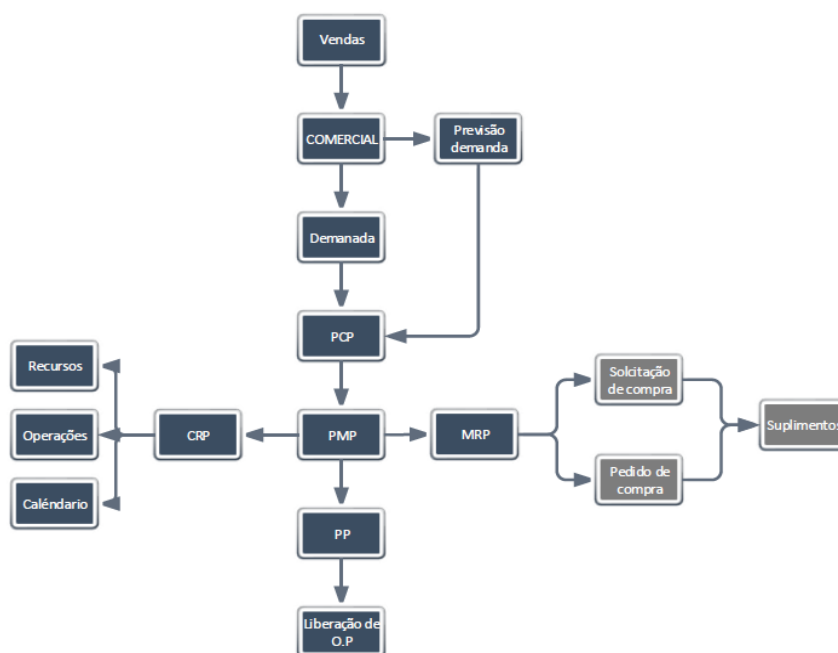 Vendas
COMERCIAL
Previsão
demanda
Demanada
PCP
Recursos
Solcitação
de compra
Operações
CRP
PMP
MRP
Suplimentos
Caléndario
Pedido de
compra
PP
Liberação de
O.P